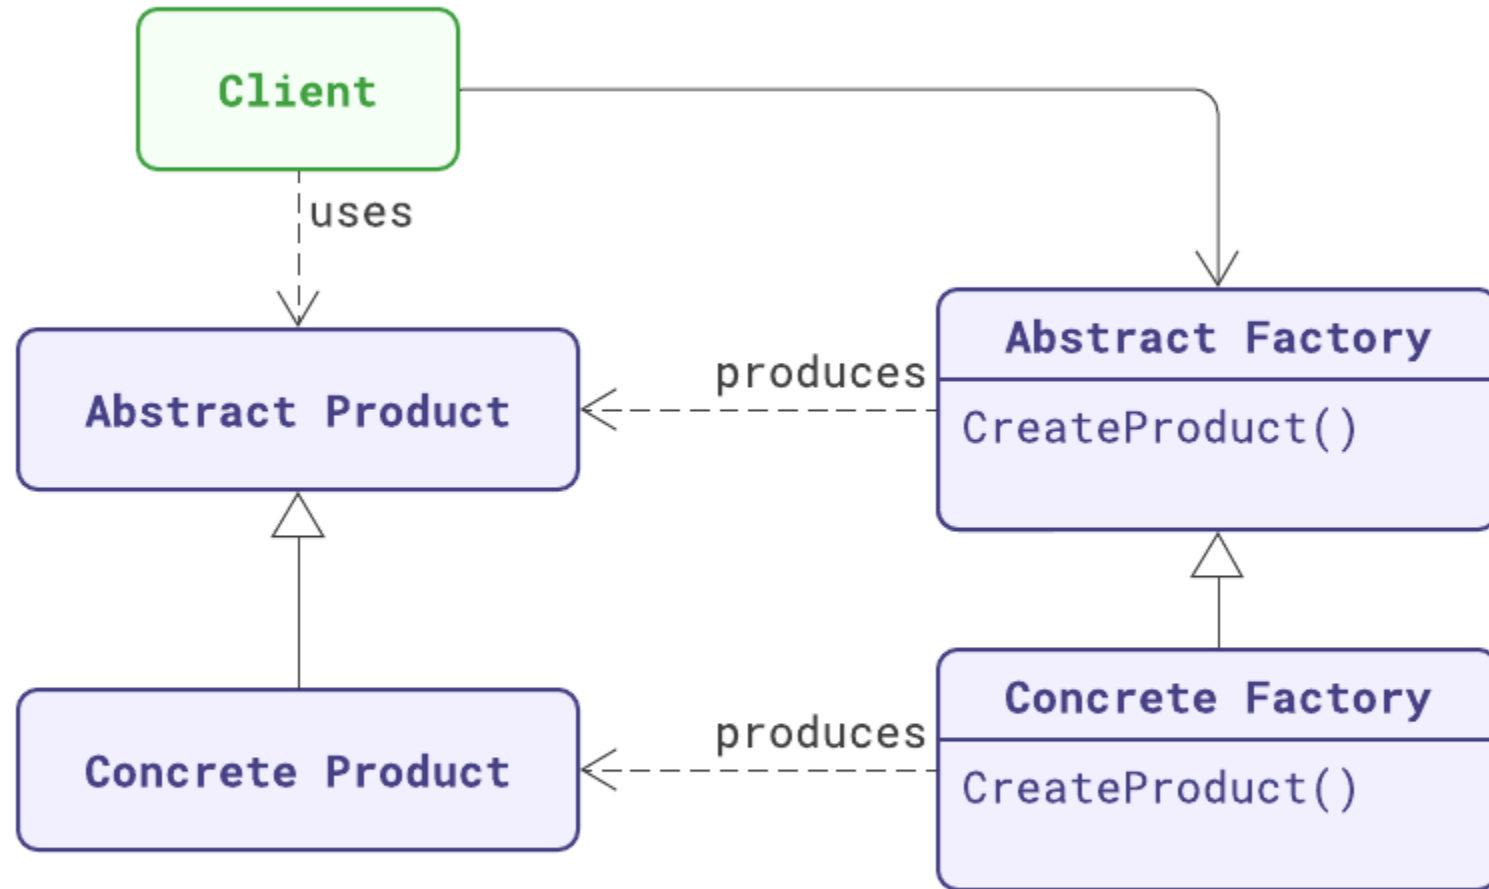 Client
uses
Abstract Factory
produces
Abstract Product
CreateProduct()
Concrete Factory
produces
Concrete Product
CreateProduct()